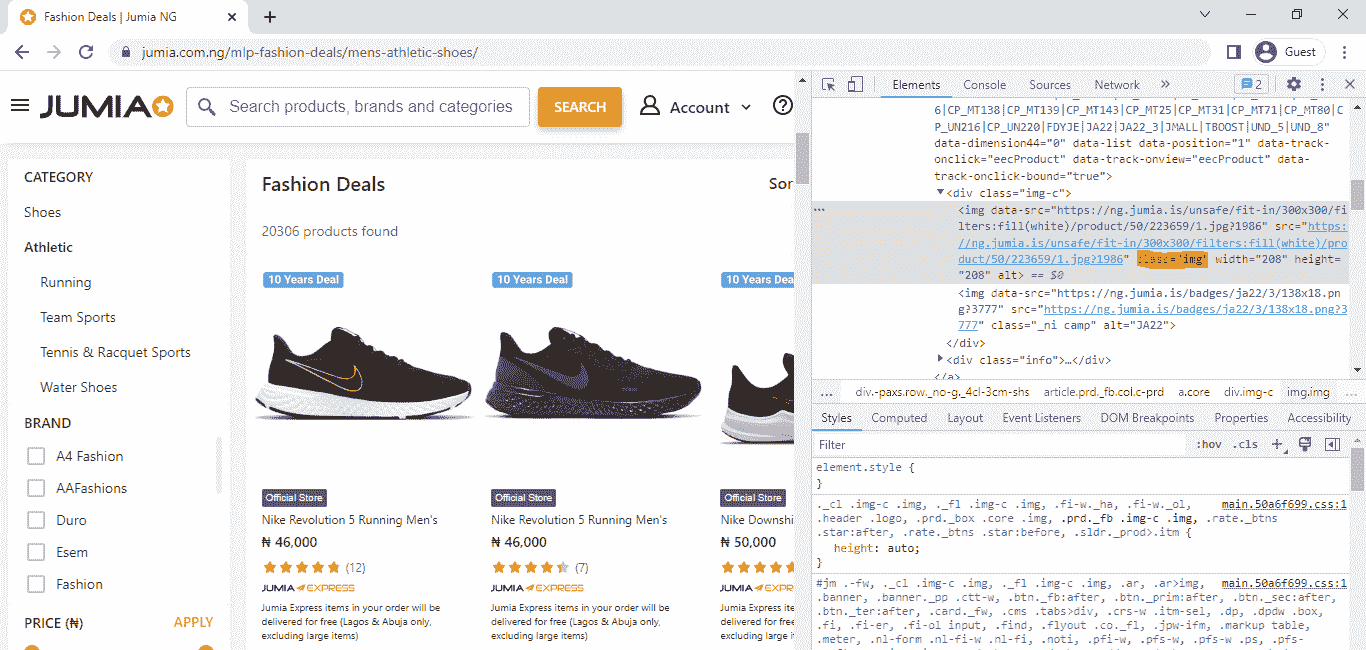 Fashion Deals | Jumia NG
jumia.com.ng/mlp-fashion-deals/mens-athletic-shoes/
Guest
JUMIA
Search products, brands and categories
SEARCH
Account
CATEGORY
Shoes
Athletic
Running
Team Sports
Tennis & Racquet Sports
Water Shoes
BRAND
A4 Fashion
AAFashions
Duro
Esem
Fashion
PRICE (₦)
APPLY
Fashion Deals
Sor
20306 products found
10 Years Deal
10 Years Deal
10 Years Deal
Official Store
Nike Revolution 5 Running Men's
₦ 46,000
(12)
JUMIA EXPRESS
Jumia Express items in your order will be
delivered for free (Lagos & Abuja only,
excluding large items)
Official Store
Nike Revolution 5 Running Men's
₦ 46,000
(7)
JUMIA EXPRESS
Jumia Express items in your order will be
delivered for free (Lagos & Abuja only,
excluding large items)
Official Store
Nike Downshi
₦ 50,000
JUMIA EX
Jumia Express
delivered for f
excluding large
Elements
Console
Sources
Network
2
6|CP_MT138|CP_MT139|CP_MT143|CP_MT25|CP_MT31|CP_MT71|CP_MT80|C
P_UN216|CP_UN220|FDYJE|JA22|JA22_3|JMALL|TBOOST|UND_5|UND_8"
data-dimension44="0" data-list data-position="1" data-track-
onclick="eecProduct" data-track-onview="eecProduct" data-
track-onclick-bound="true">
<div class="img-c">
<img data-src="https://ng.jumia.is/unsafe/fit-in/300x300/fi
lters:fill(white)/product/50/223659/1.jpg?1986" src="https:
//ng.jumia.is/unsafe/fit-in/300x300/filters:fill(white)/pro
duct/50/223659/1.jpg?1986" class="img" width="208" height=
"208" alt> == $0
<img data-src="https://ng.jumia.is/badges/ja22/3/138x18.pn
g?3777" src="https://ng.jumia.is/badges/ja22/3/138x18.png?3
777" class="_ni camp" alt="JA22">
</div>
<div class="info">…</div>
</a>
... div.-paxs.row._no-g._4cl-3cm-shs article.prd._fb.col.c-prd a.core div.img-c img.img ...
Styles
Computed
Layout
Event Listeners
DOM Breakpoints
Properties
Accessibility
Filter
:hov .cls
element.style {
}
._cl .img-c .img, ._fl .img-c .img, .fi-w._ha, .fi-w._ol,
main.50a6f699.css:1
.header .logo, .prd._box .core .img, .prd._fb .img-c .img, .rate._btns
.star:after, .rate._btns .star:before, .sldr._prod>.itm {
height: auto;
}
#jm .-fw, ._cl .img-c .img, ._fl .img-c .img, .ar, .ar>img,
main.50a6f699.css:1
.banner, .banner._pp .ctt-w, .btn._fb:after, .btn._prim:after, .btn._sec:after,
.btn._ter:after, .card._fw, .cms .tabs>div, .crs-w .itm-sel, .dp, .dpdw .box,
.fi, .fi-er, .fi-ol input, .find, .flyout .co._fl, .jpw-ifm, .markup table,
.meter, .nl-form .nl-fi-w .nl-fi, .noti, .pfi-w, .pfs-w, .pfs-w .ps, .pfs-